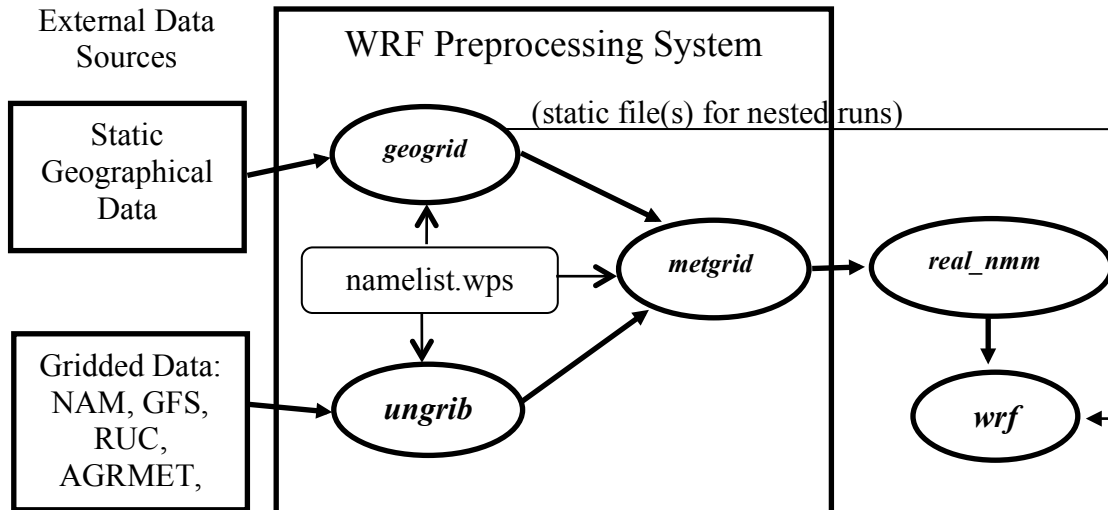 External Data
Sources
WRF Preprocessing System
(static file(s) for nested runs)
Static
Geographical
Data
geogrid
namelist.wps
metgrid
real_nmm
Gridded Data:
NAM, GFS,
RUC,
AGRMET,
ungrib
wrf